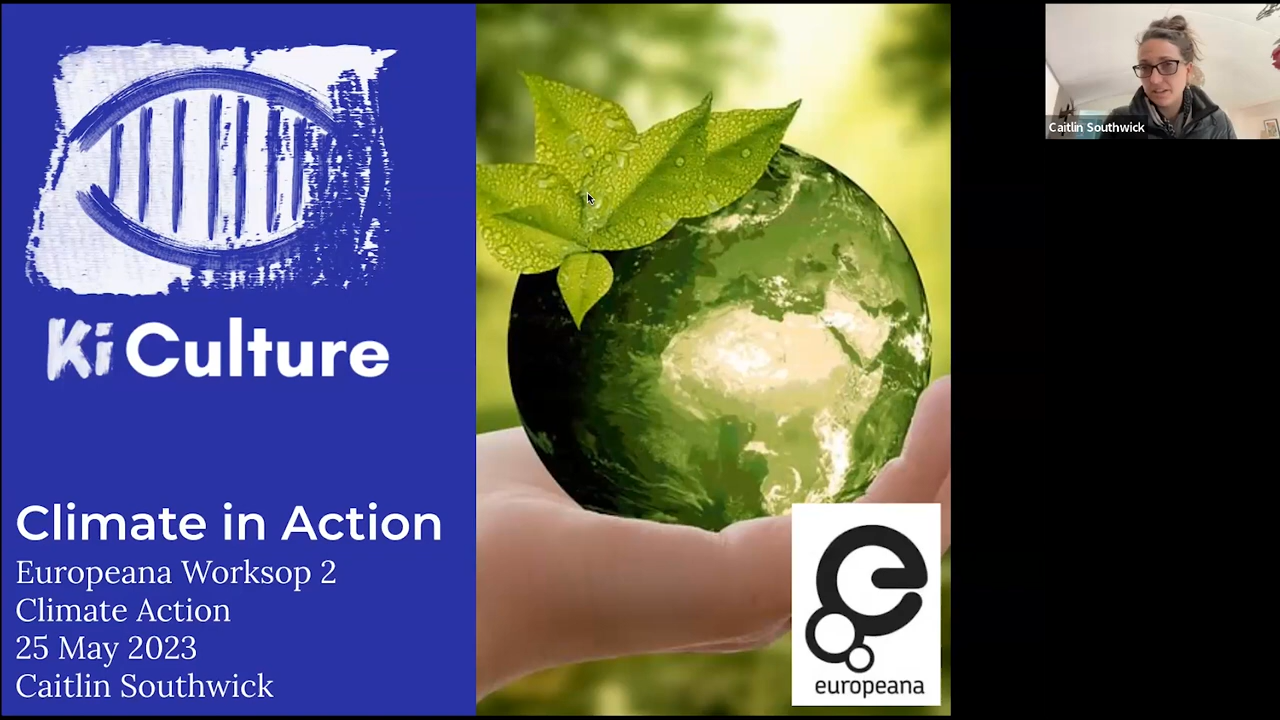 Ki Culture
Climate in Action
Europeana Worksop 2
Climate Action
25 May 2023
Caitlin Southwick
europeana
Caitlin Southwick